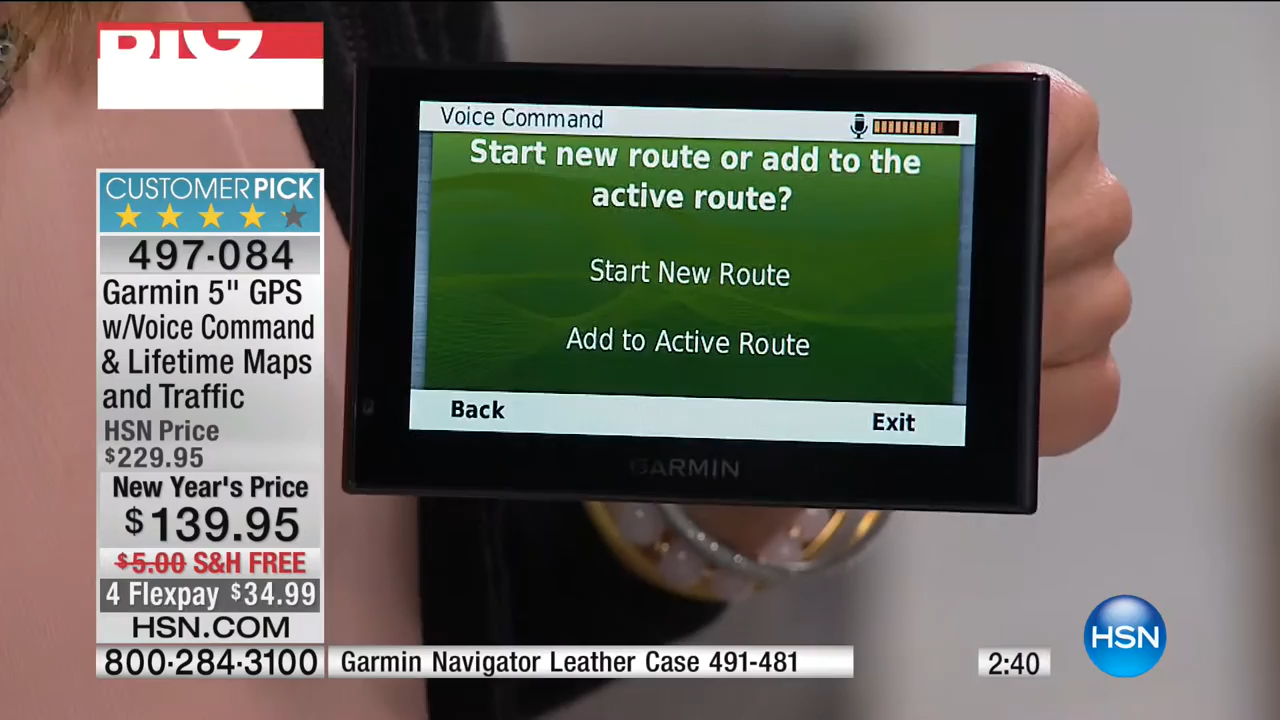 BIG
CUSTOMER PICK
497·084
Garmin 5" GPS
w/Voice Command
& Lifetime Maps
and Traffic
HSN Price
$229.95
New Year's Price
$139.95
$5.00 S&H FREE
4 Flexpay $34.99
HSN.COM
800·284·3100
Voice Command
Start new route or add to the
active route?
Start New Route
Add to Active Route
Back Exit
GARMIN
Garmin Navigator Leather Case 491-481
2:40
HSN